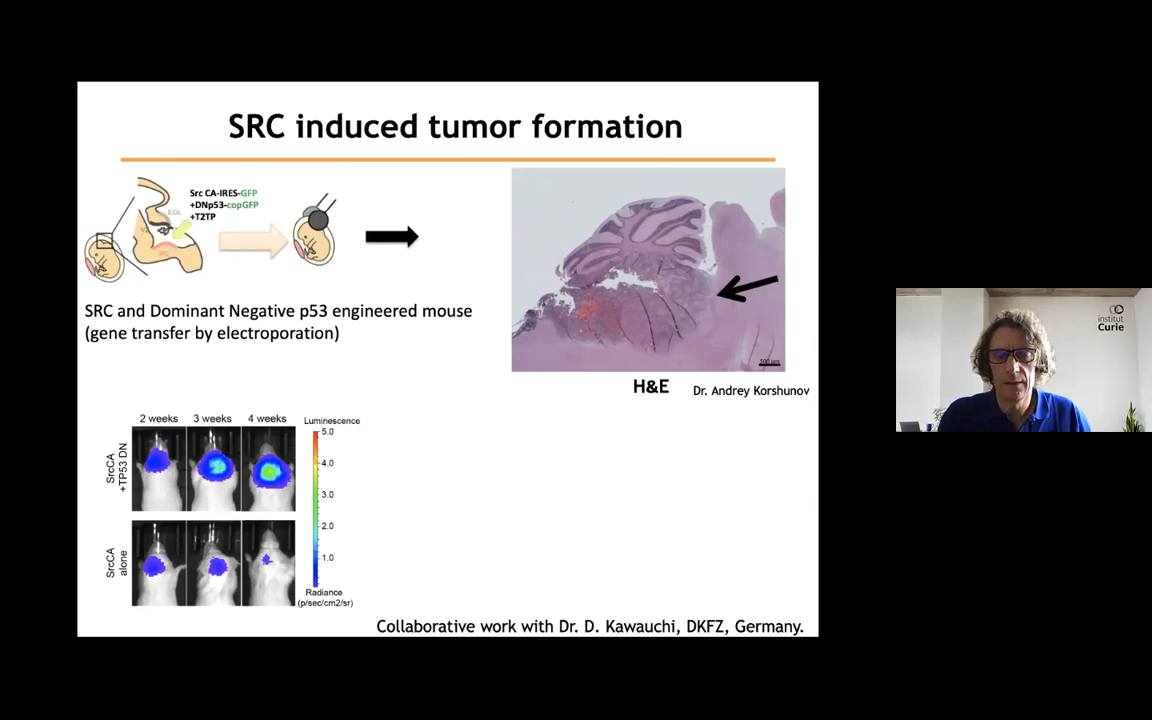 SRC induced tumor formation
Src CA-IRES-GFP
+DNp53-copGFP
+T2TP
EGL
SRC and Dominant Negative p53 engineered mouse
(gene transfer by electroporation)
500 µm
H&E
Dr. Andrey Korshunov
2 weeks
3 weeks
4 weeks
Luminescence
SrcCA
+TP53 DN
5.0
4.0
3.0
2.0
1.0
SrcCA
alone
Radiance
(p/sec/cm2/sr)
Collaborative work with Dr. D. Kawauchi, DKFZ, Germany.
institut
Curie